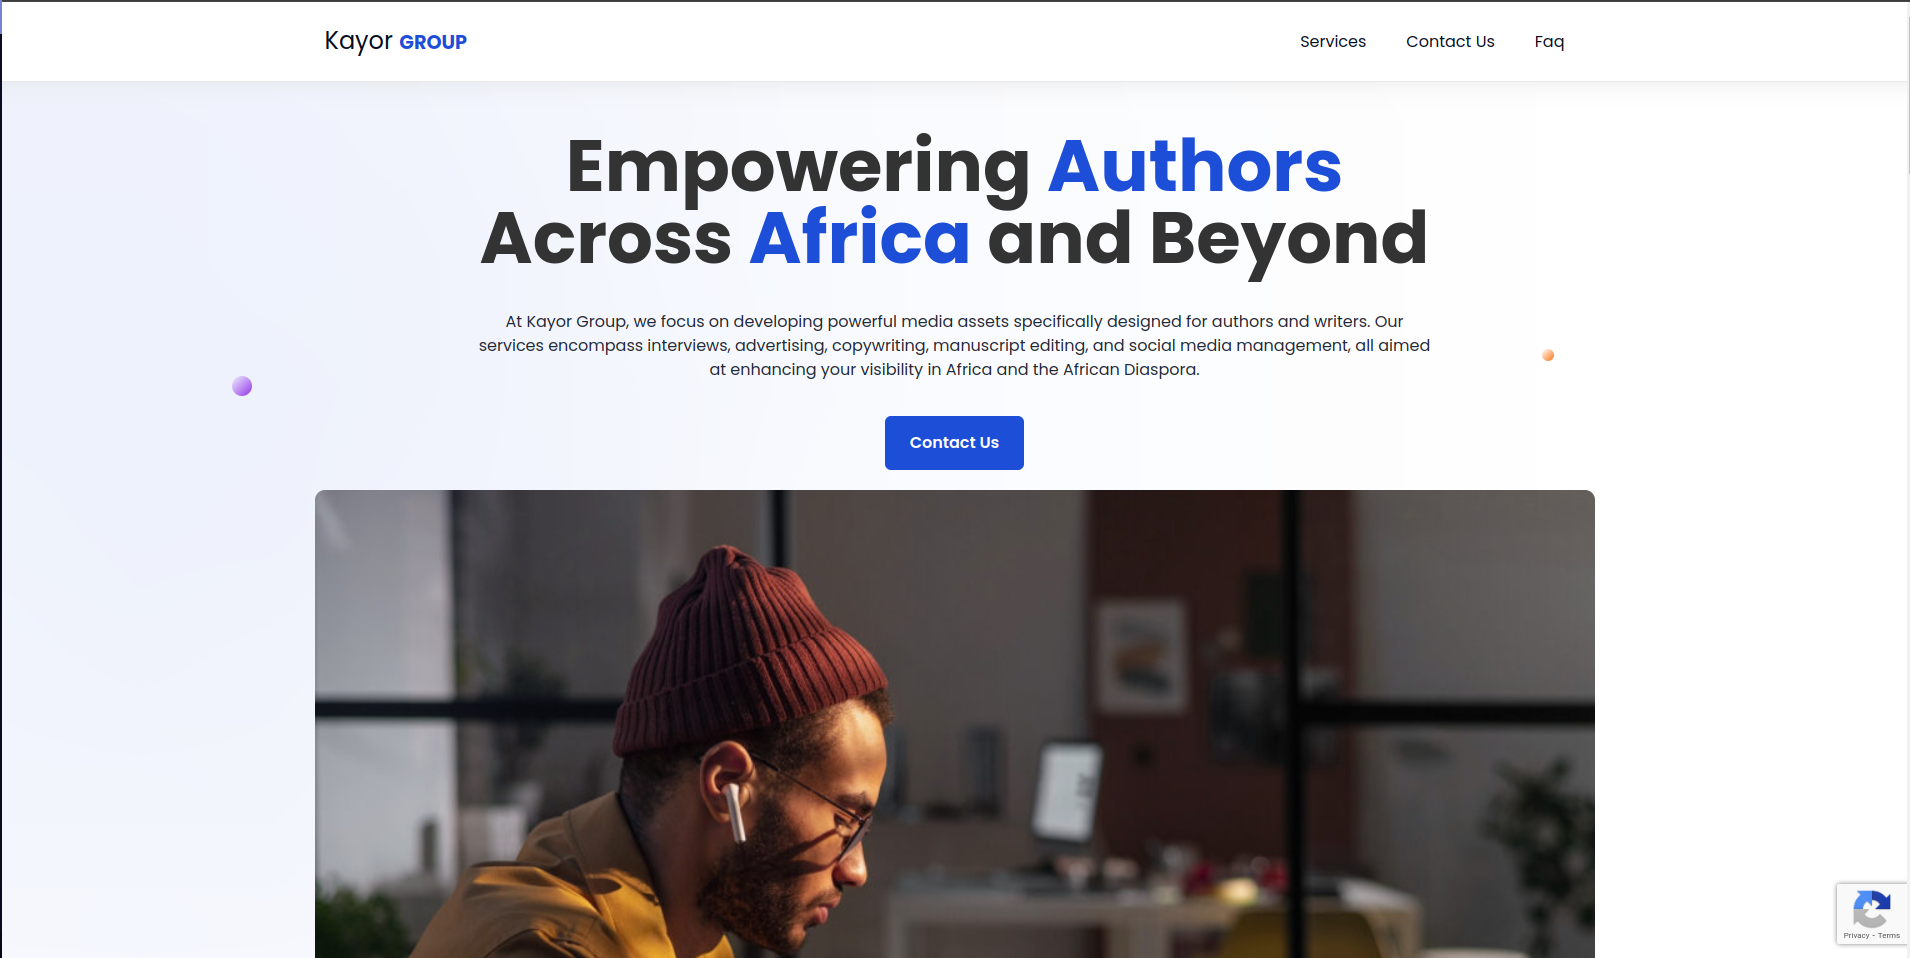 Kayor GROUP
Services
Contact Us
Faq
Empowering Authors
Across Africa and Beyond
At Kayor Group, we focus on developing powerful media assets specifically designed for authors and writers. Our
services encompass interviews, advertising, copywriting, manuscript editing, and social media management, all aimed
at enhancing your visibility in Africa and the African Diaspora.
Contact Us
Privacy - Terms